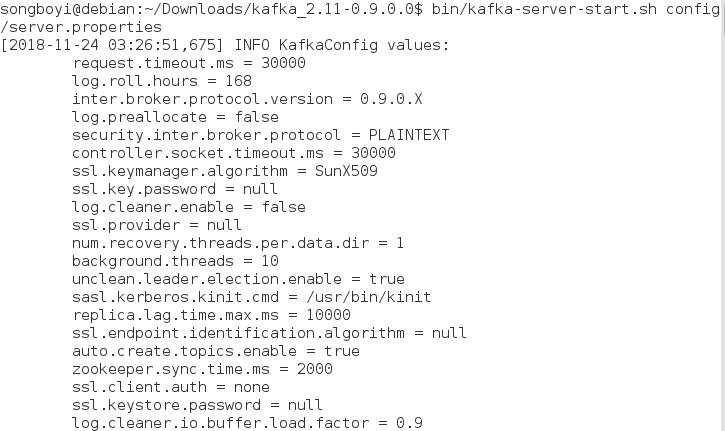 songboyi@debian:~/Downloads/kafka_2.11-0.9.0.0$ bin/kafka-server-start.sh config
/server.properties
[2018-11-24 03:26:51,675] INFO KafkaConfig values:
request.timeout.ms = 30000
log.roll.hours = 168
inter.broker.protocol.version = 0.9.0.X
log.preallocate = false
security.inter.broker.protocol = PLAINTEXT
controller.socket.timeout.ms = 30000
ssl.keymanager.algorithm = SunX509
ssl.key.password = null
log.cleaner.enable = false
ssl.provider = null
num.recovery.threads.per.data.dir = 1
background.threads = 10
unclean.leader.election.enable = true
sasl.kerberos.kinit.cmd = /usr/bin/kinit
replica.lag.time.max.ms = 10000
ssl.endpoint.identification.algorithm = null
auto.create.topics.enable = true
zookeeper.sync.time.ms = 2000
ssl.client.auth = none
ssl.keystore.password = null
log.cleaner.io.buffer.load.factor = 0.9